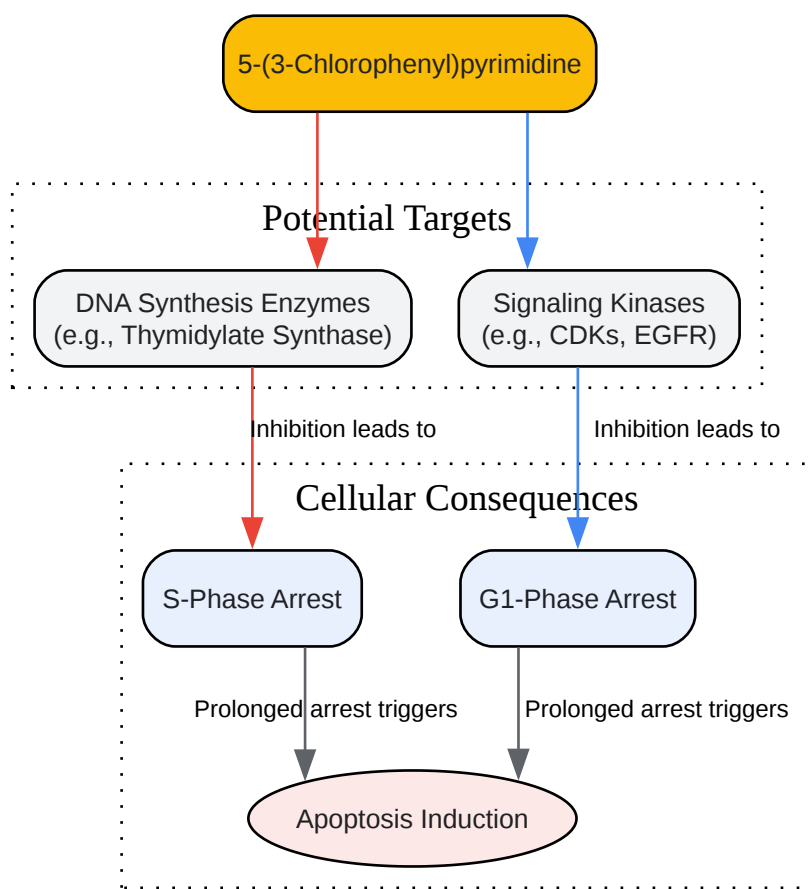 5-(3-Chlorophenyl)pyrimidine
Potential Targets
DNA Synthesis Enzymes
(e.g., Thymidylate Synthase)
Signaling Kinases
(e.g., CDKs, EGFR)
Inhibition leads to
Inhibition leads to
Cellular Consequences
S-Phase Arrest
G1-Phase Arrest
Prolonged arrest triggers
Prolonged arrest triggers
Apoptosis Induction